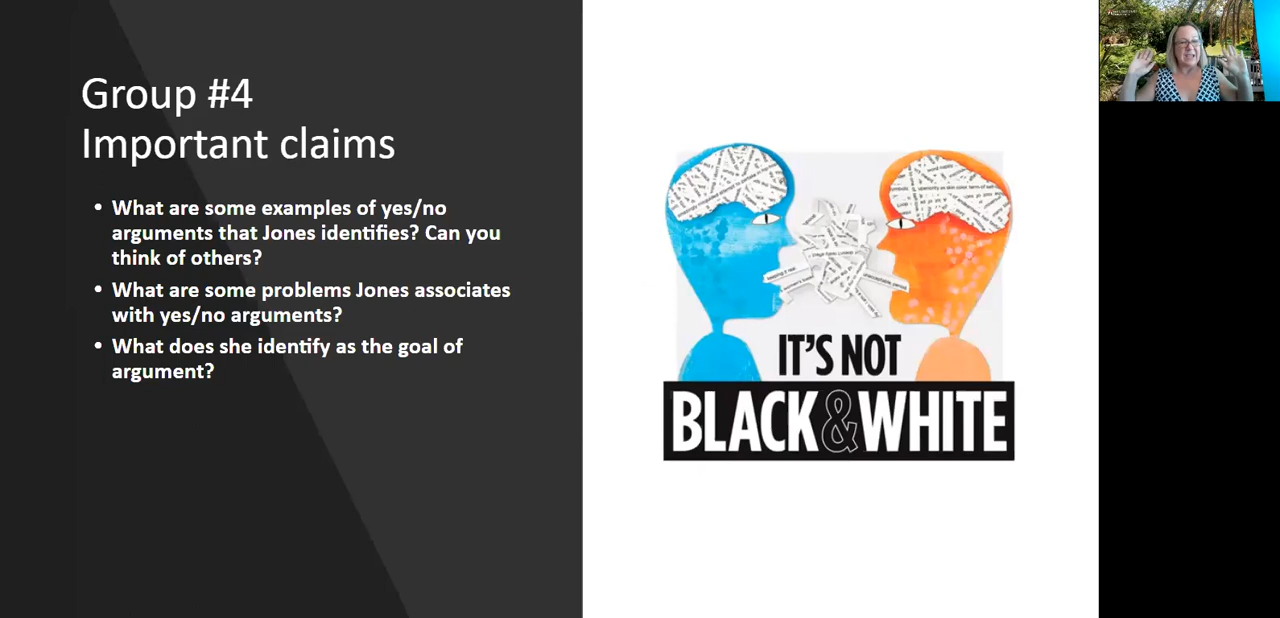 Group #4
Important claims
• What are some examples of yes/no
arguments that Jones identifies? Can you
think of others?
• What are some problems Jones associates
with yes/no arguments?
• What does she identify as the goal of
argument?
IT'S NOT
BLACK & WHITE